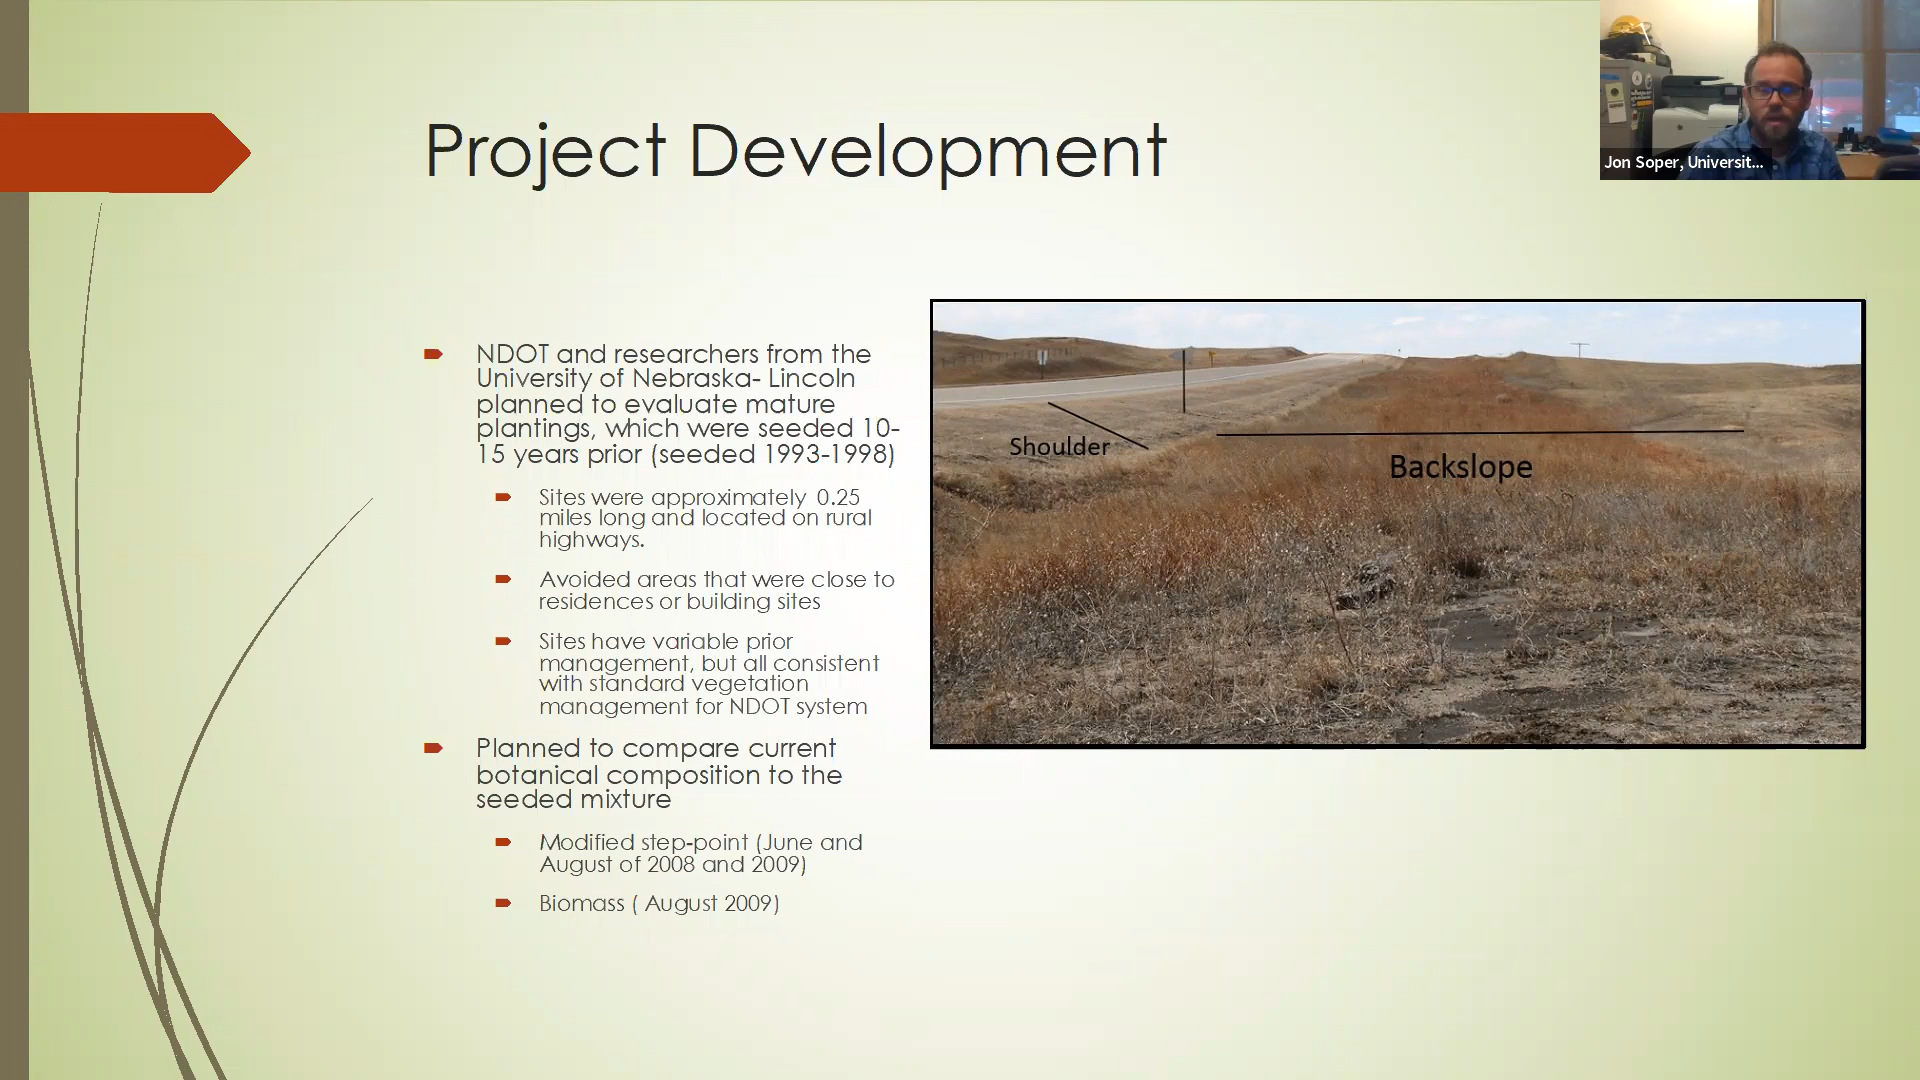 Project Development
Jon Soper, Universit...
NDOT and researchers from the
University of Nebraska- Lincoln
planned to evaluate mature
plantings, which were seeded 10-
15 years prior (seeded 1993-1998)
Sites were approximately 0.25
miles long and located on rural
highways.
Avoided areas that were close to
residences or building sites
Sites have variable prior
management, but all consistent
with standard vegetation
management for NDOT system
Planned to compare current
botanical composition to the
seeded mixture
Modified step-point (June and
August of 2008 and 2009)
Biomass ( August 2009)
Shoulder
Backslope